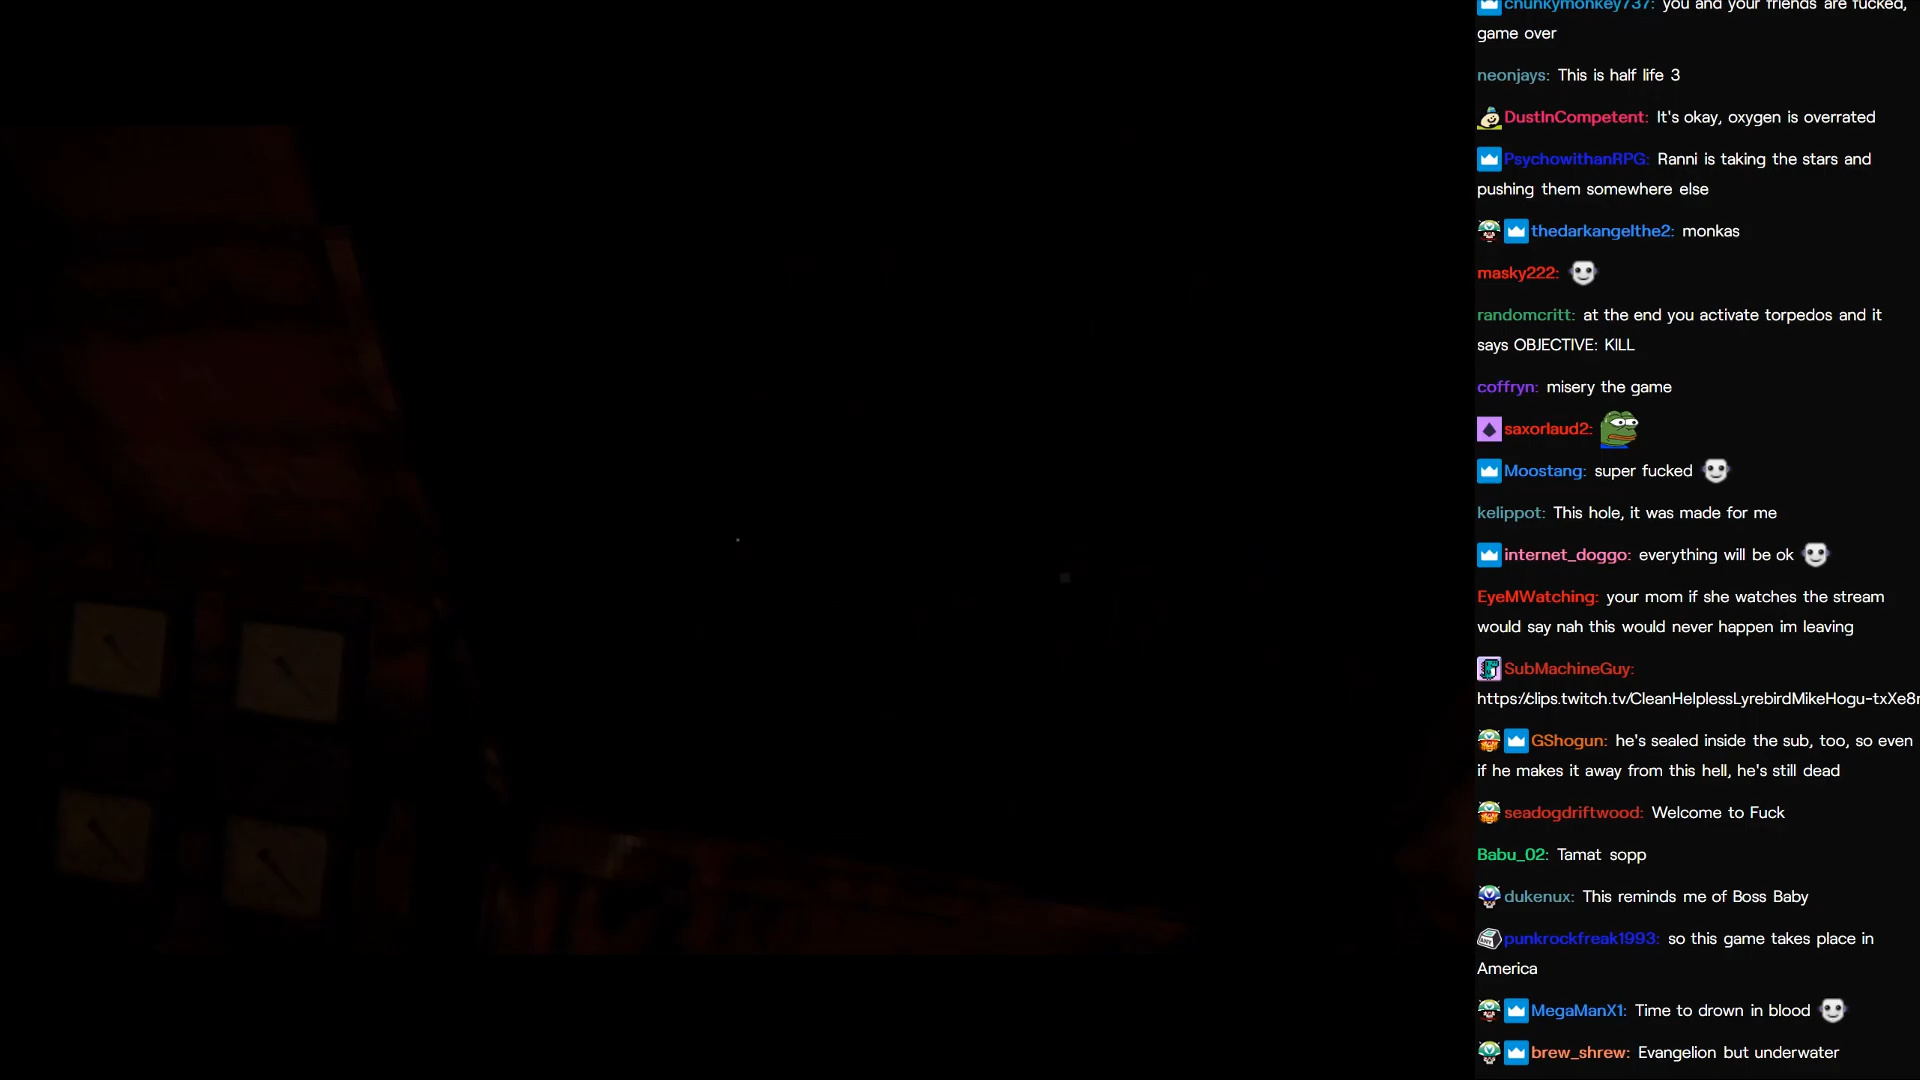 chunkymonkey737: you and your friends are fucked,
game over
neonjays: This is half life 3
DustInCompetent: It's okay, oxygen is overrated
PsychowithanRPG: Ranni is taking the stars and
pushing them somewhere else
thedarkangelthe2: monkas
masky222:
randomcritt: at the end you activate torpedos and it
says OBJECTIVE: KILL
coffryn: misery the game
saxorlaud2:
Moostang: super fucked
kelippot: This hole, it was made for me
internet_doggo: everything will be ok
EyeMWatching: your mom if she watches the stream
would say nah this would never happen im leaving
SubMachineGuy:
https://clips.twitch.tv/CleanHelplessLyrebirdMikeHogu-txXe8r
GShogun: he's sealed inside the sub, too, so even
if he makes it away from this hell, he's still dead
seadogdriftwood: Welcome to Fuck
Babu_02: Tamat sopp
dukenux: This reminds me of Boss Baby
punkrockfreak1993: so this game takes place in
America
MegaManX1: Time to drown in blood
brew_shrew: Evangelion but underwater